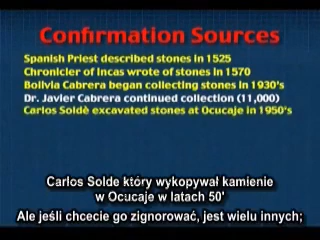 Confirmation Sources
Spanish Priest described stones in 1525
Chronicler of Incas wrote of stones in 1570
Bolivia Cabrera began collecting stones in 1930's
Dr. Javier Cabrera continued collection (11,000)
Carlos Soldè excavated stones at Ocucaje in 1950's
Carlos Solde który wykopywał kamienie
w Ocucaje w latach 50'
Ale jeśli chcecie go zignorować, jest wielu innych;